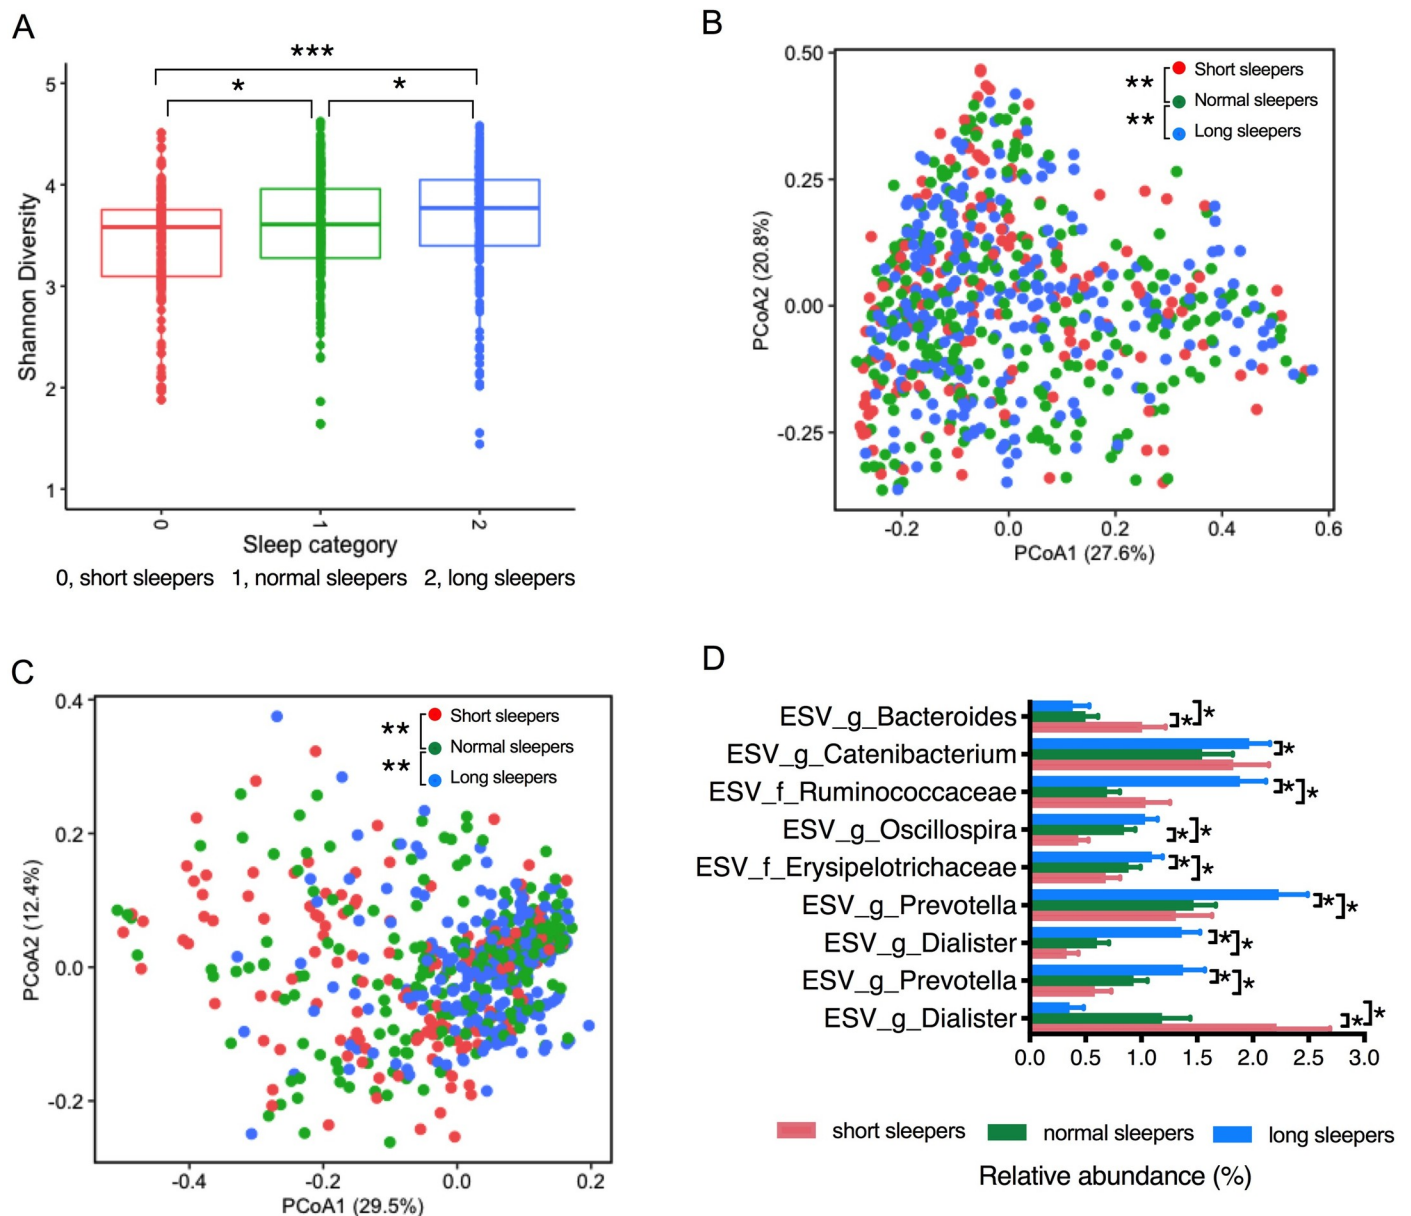 A
***
*
*
5
4
3
2
1
Shannon Diversity
0
1
2
Sleep category
0, short sleepers 1, normal sleepers 2, long sleepers
B
0.50
0.25
0.00
-0.25
PCoA2 (20.8%)
**
**
Short sleepers
Normal sleepers
Long sleepers
-0.2 0.0 0.2 0.4 0.6
PCoA1 (27.6%)
C
0.4
0.2
0.0
-0.2
PCoA2 (12.4%)
**
**
Short sleepers
Normal sleepers
Long sleepers
-0.4 -0.2 0.0 0.2
PCoA1 (29.5%)
D
ESV_g_Bacteroides * *
ESV_g_Catenibacterium *
ESV_f_Ruminococcaceae * *
ESV_g_Oscillospira * *
ESV_f_Erysipelotrichaceae * *
ESV_g_Prevotella * *
ESV_g_Dialister * *
ESV_g_Prevotella * *
ESV_g_Dialister * *
0.0 0.5 1.0 1.5 2.0 2.5 3.0
short sleepers normal sleepers long sleepers
Relative abundance (%)